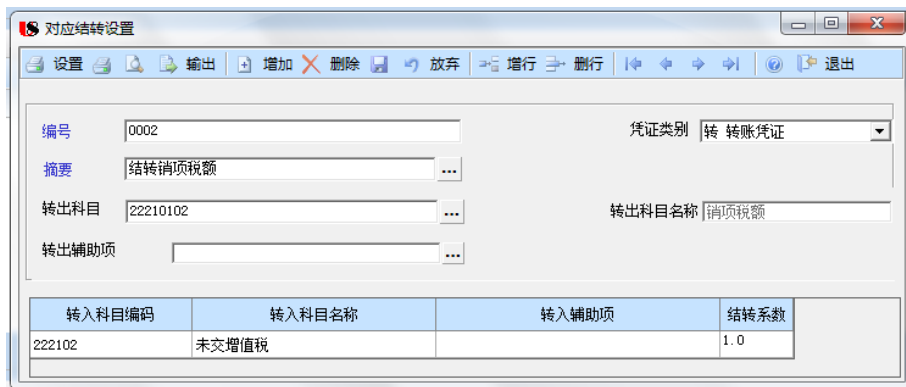 对应结转设置
设置 输出 增加 删除 放弃 增行 删行 退出
编号 0002 凭证类别 转 转账凭证
摘要 结转销项税额 ...
转出科目 22210102 ... 转出科目名称 销项税额
转出辅助项 ...
转入科目编码 转入科目名称 转入辅助项 结转系数
222102 未交增值税 1.0